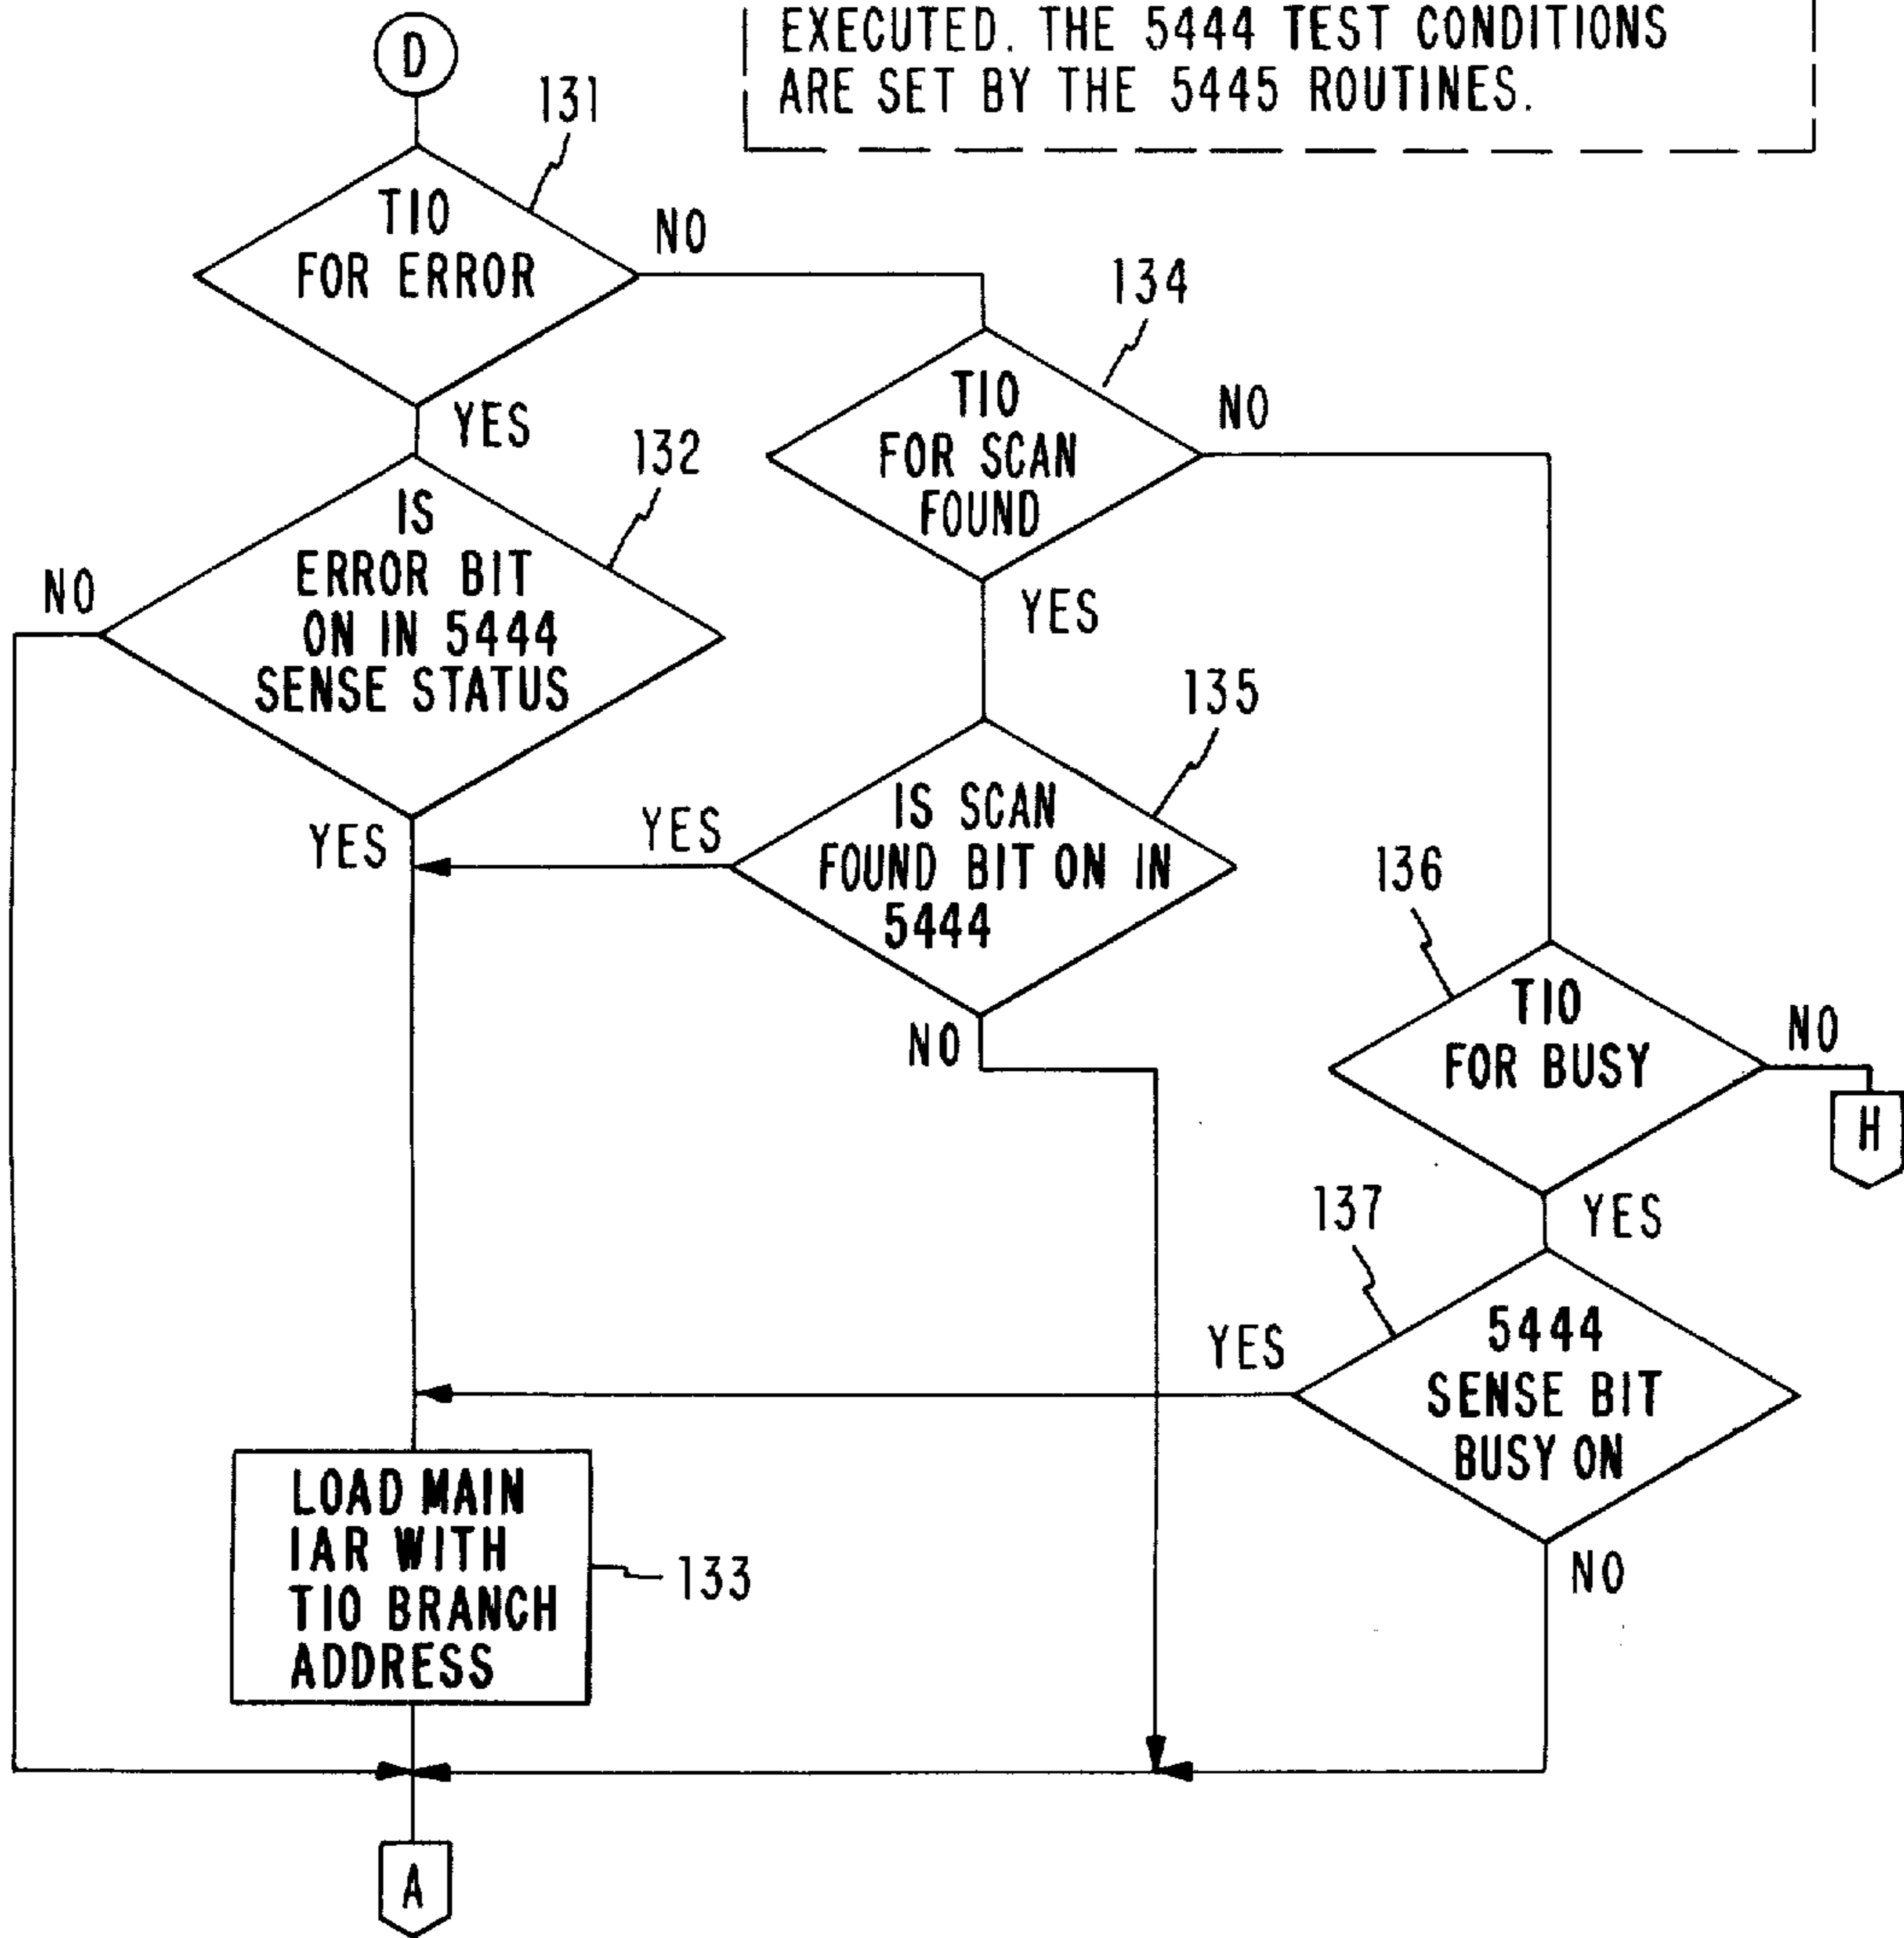 EXECUTED. THE 5444 TEST CONDITIONS
ARE SET BY THE 5445 ROUTINES.
D
131
TIO
FOR ERROR
NO
YES
134
TIO
FOR SCAN
FOUND
NO
YES
132
IS
ERROR BIT
ON IN 5444
SENSE STATUS
NO
YES
135
IS SCAN
FOUND BIT ON IN
5444
YES
NO
136
TIO
FOR BUSY
NO
H
YES
137
5444
SENSE BIT
BUSY ON
YES
NO
LOAD MAIN
IAR WITH
TIO BRANCH
ADDRESS
133
A